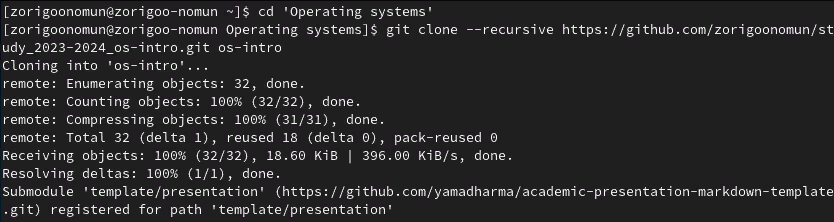 [zorigoonomun@zorigoo-nomun ~]$ cd 'Operating systems'
[zorigoonomun@zorigoo-nomun Operating systems]$ git clone --recursive https://github.com/zorigoonomun/st
udy_2023-2024_os-intro.git os-intro
Cloning into 'os-intro'...
remote: Enumerating objects: 32, done.
remote: Counting objects: 100% (32/32), done.
remote: Compressing objects: 100% (31/31), done.
remote: Total 32 (delta 1), reused 18 (delta 0), pack-reused 0
Receiving objects: 100% (32/32), 18.60 KiB | 396.00 KiB/s, done.
Resolving deltas: 100% (1/1), done.
Submodule 'template/presentation' (https://github.com/yamadharma/academic-presentation-markdown-template
.git) registered for path 'template/presentation'